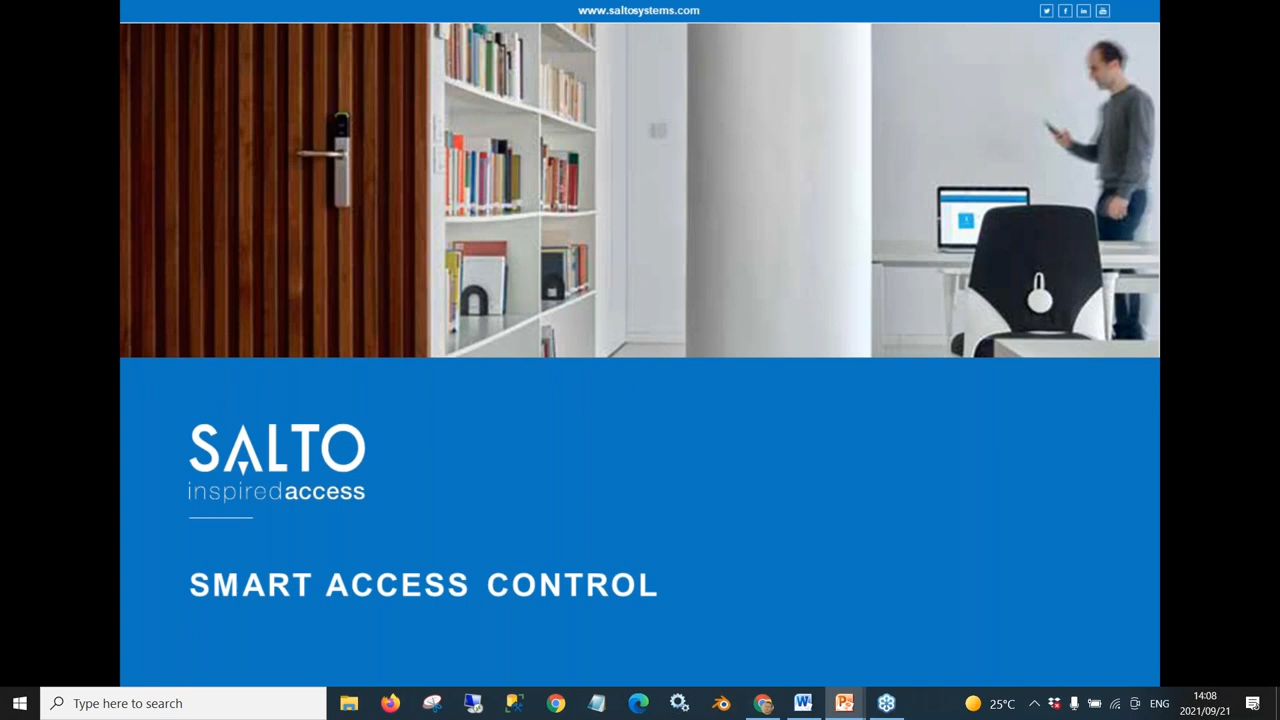 www.saltosystems.com
SALTO
inspiredaccess
SMART ACCESS CONTROL
Type here to search
25°C
ENG
14:08
2021/09/21